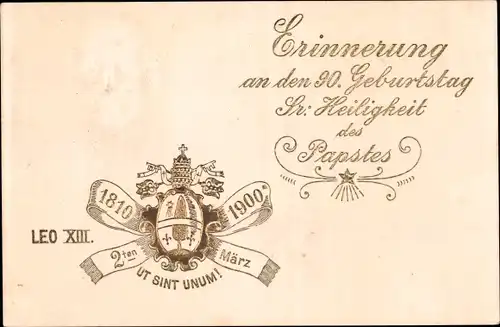 Erinnerung
an den 90. Geburtstag
Sr: Heiligkeit
des
Papstes
1810 1900
LEO XIII.
2ten März
UT SINT UNUM!